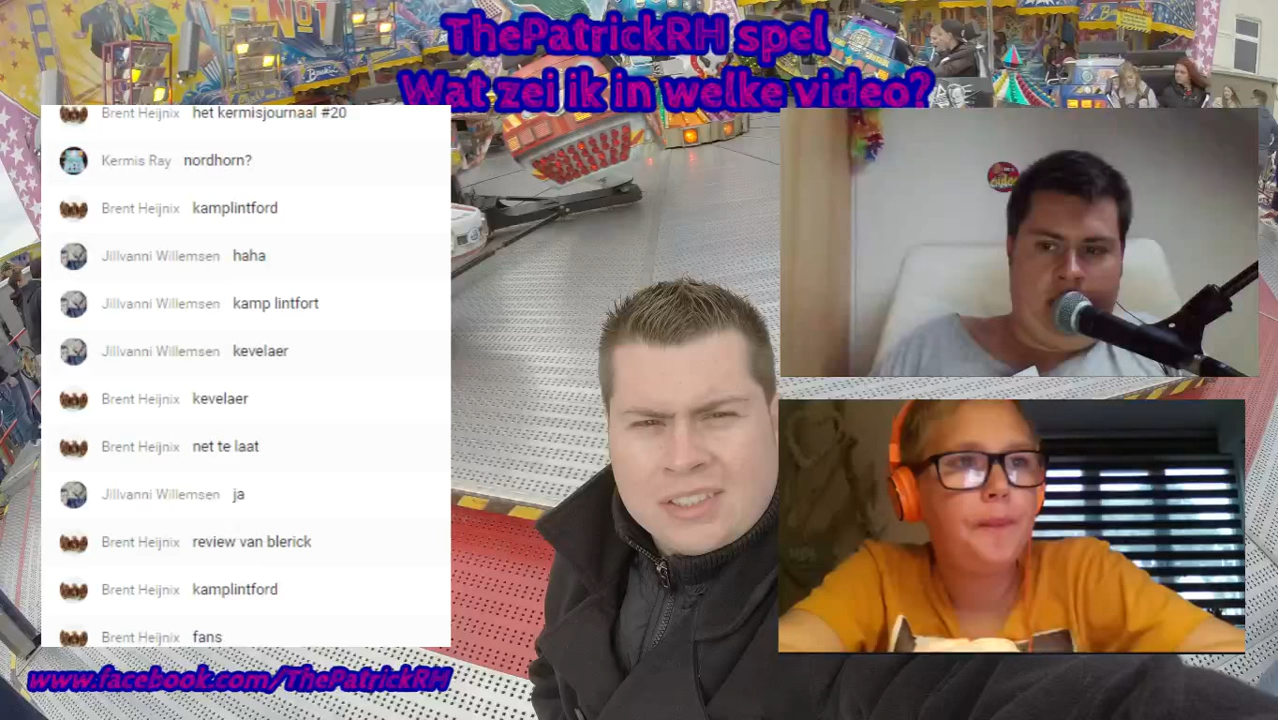 ThePatrickRH spel
Wat zei ik in welke video?
No1
Brent Heijnix het kermisjournaal #20
Kermis Ray nordhorn?
Brent Heijnix kamplintford
Jillvanni Willemsen haha
Jillvanni Willemsen kamp lintfort
Jillvanni Willemsen kevelaer
Brent Heijnix kevelaer
Brent Heijnix net te laat
Jillvanni Willemsen ja
Brent Heijnix review van blerick
Brent Heijnix kamplintford
Brent Heijnix fans
www.facebook.com/ThePatrickRH